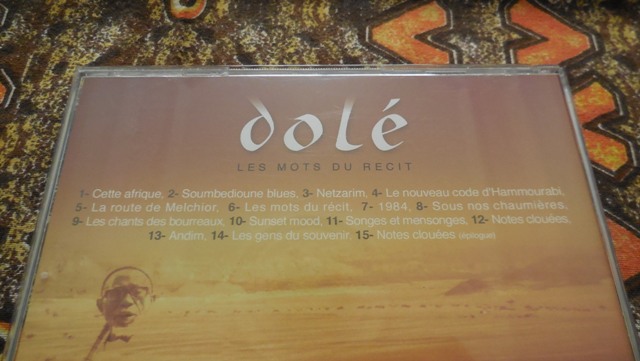 dolé
LES MOTS DU RECIT
1- Cette afrique, 2- Soumbedioune blues, 3- Netzarim, 4- Le nouveau code d'Hammourabi,
5- La route de Melchior, 6- Les mots du récit, 7- 1984, 8- Sous nos chaumières,
9- Les chants des bourreaux, 10- Sunset mood, 11- Songes et mensonges, 12- Notes clouées,
13- Andim, 14- Les gens du souvenir, 15- Notes clouées (épilogue)